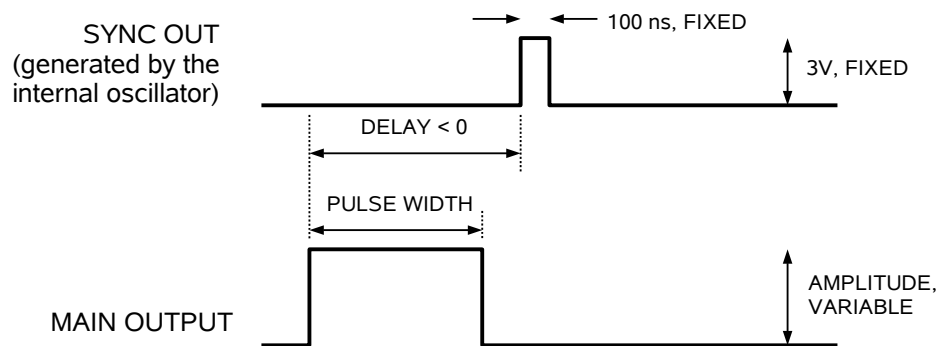 SYNC OUT
(generated by the
internal oscillator)
100 ns, FIXED
3V, FIXED
DELAY < 0
PULSE WIDTH
MAIN OUTPUT
AMPLITUDE,
VARIABLE